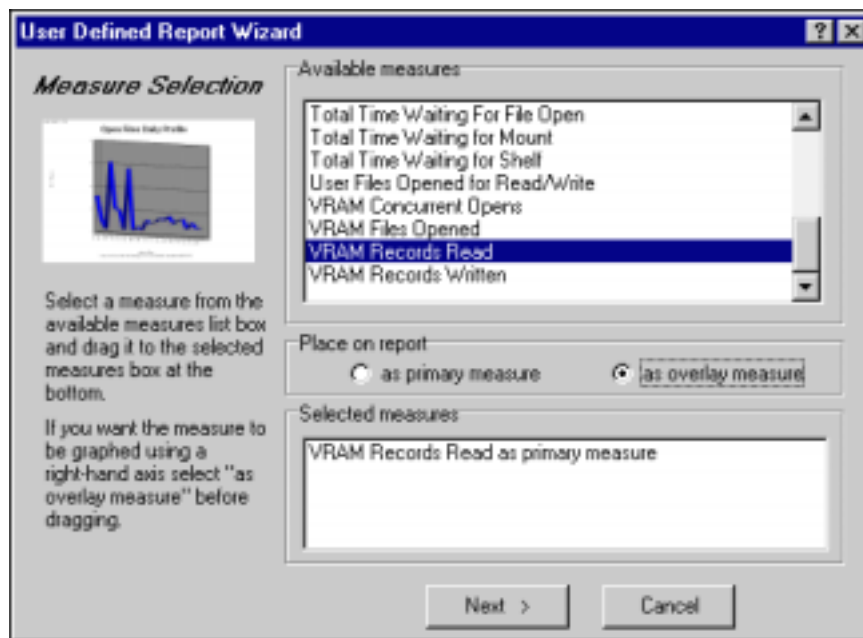 User Defined Report Wizard
Measure Selection
Open Files Daily Profile
Select a measure from the
available measures list box
and drag it to the selected
measures box at the
bottom.
If you want the measure to
be graphed using a
right-hand axis select "as
overlay measure" before
dragging.
Available measures
Total Time Waiting For File Open
Total Time Waiting for Mount
Total Time Waiting for Shelf
User Files Opened for Read/Write
VRAM Concurrent Opens
VRAM Files Opened
VRAM Records Read
VRAM Records Written
Place on report
as primary measure
as overlay measure
Selected measures
VRAM Records Read as primary measure
Next >
Cancel